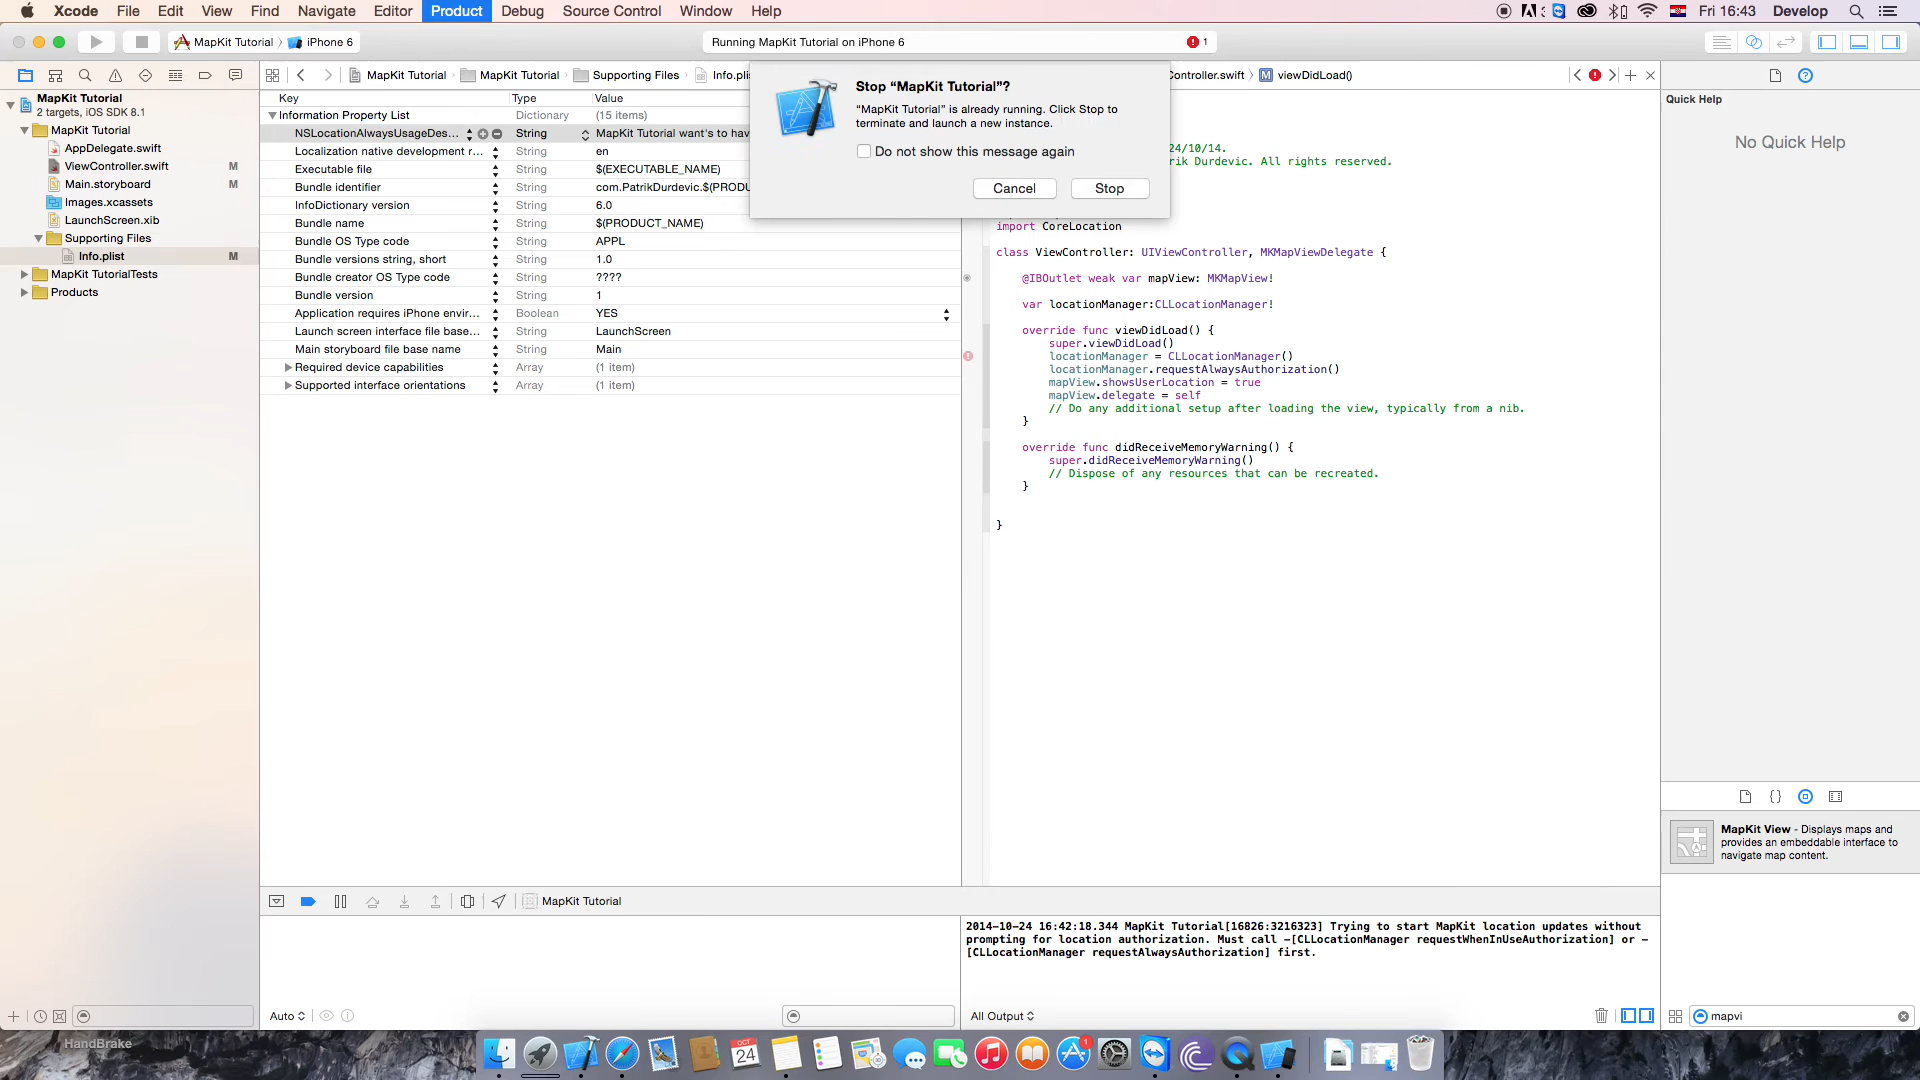 Xcode File Edit View Find Navigate Editor Product Debug Source Control Window Help
Fri 16:43 Develop
MapKit Tutorial iPhone 6
Running MapKit Tutorial on iPhone 6
1
MapKit Tutorial
2 targets, iOS SDK 8.1
MapKit Tutorial
AppDelegate.swift
ViewController.swift M
Main.storyboard M
Images.xcassets
LaunchScreen.xib
Supporting Files
Info.plist M
MapKit TutorialTests
Products
MapKit Tutorial MapKit Tutorial Supporting Files
Key Type Value
Information Property List Dictionary (15 items)
NSLocationAlwaysUsageDes... String MapKit Tutorial want's to hav
Localization native development r... String en
Executable file String $(EXECUTABLE_NAME)
Bundle identifier String com.PatrikDurdevic.$(PRODU
InfoDictionary version String 6.0
Bundle name String $(PRODUCT_NAME)
Bundle OS Type code String APPL
Bundle versions string, short String 1.0
Bundle creator OS Type code String ????
Bundle version String 1
Application requires iPhone envir... Boolean YES
Launch screen interface file base... String LaunchScreen
Main storyboard file base name String Main
Required device capabilities Array (1 item)
Supported interface orientations Array (1 item)
Stop “MapKit Tutorial”?
“MapKit Tutorial” is already running. Click Stop to
terminate and launch a new instance.
Do not show this message again
Cancel Stop
Controller.swift M viewDidLoad()
24/10/14.
rik Durdevic. All rights reserved.
import CoreLocation
class ViewController: UIViewController, MKMapViewDelegate {
@IBOutlet weak var mapView: MKMapView!
var locationManager:CLLocationManager!
override func viewDidLoad() {
super.viewDidLoad()
locationManager = CLLocationManager()
locationManager.requestAlwaysAuthorization()
mapView.showsUserLocation = true
mapView.delegate = self
// Do any additional setup after loading the view, typically from a nib.
}
override func didReceiveMemoryWarning() {
super.didReceiveMemoryWarning()
// Dispose of any resources that can be recreated.
}
}
Quick Help
No Quick Help
MapKit View - Displays maps and
provides an embeddable interface to
navigate map content.
MapKit Tutorial
2014-10-24 16:42:18.344 MapKit Tutorial[16826:3216323] Trying to start MapKit location updates without
prompting for location authorization. Must call -[CLLocationManager requestWhenInUseAuthorization] or -
[CLLocationManager requestAlwaysAuthorization] first.
Auto
All Output
mapvi
HandBrake
OCT
24
1